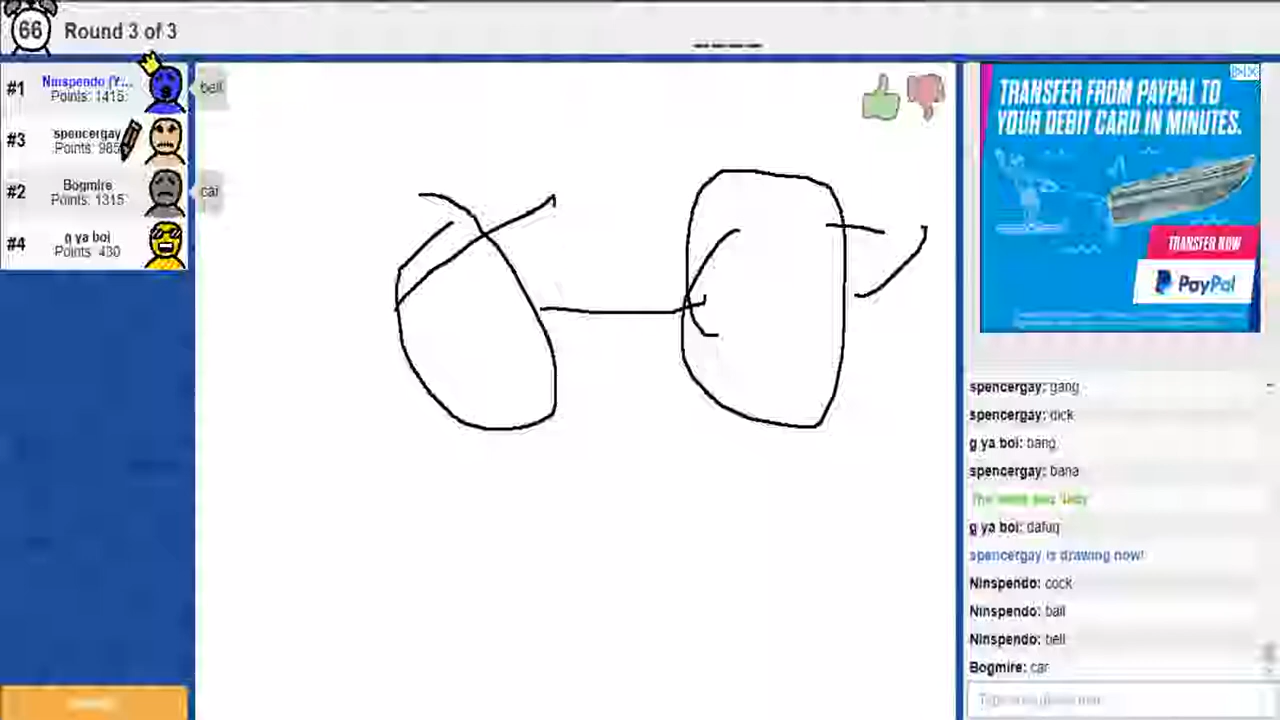 66 Round 3 of 3
#1 Ninspendo (Y...
Points: 1415
bell
#3 spencergay
Points: 985
#2 Bogmire
Points: 1315
car
#4 g ya boi
Points: 430
TRANSFER FROM PAYPAL TO
YOUR DEBIT CARD IN MINUTES.
TRANSFER NOW
PayPal
spencergay: gang
spencergay: dick
g ya boi: bang
spencergay: bana
g ya boi: dafuq
spencergay is drawing now!
Ninspendo: cock
Ninspendo: ball
Ninspendo: bell
Bogmire: car